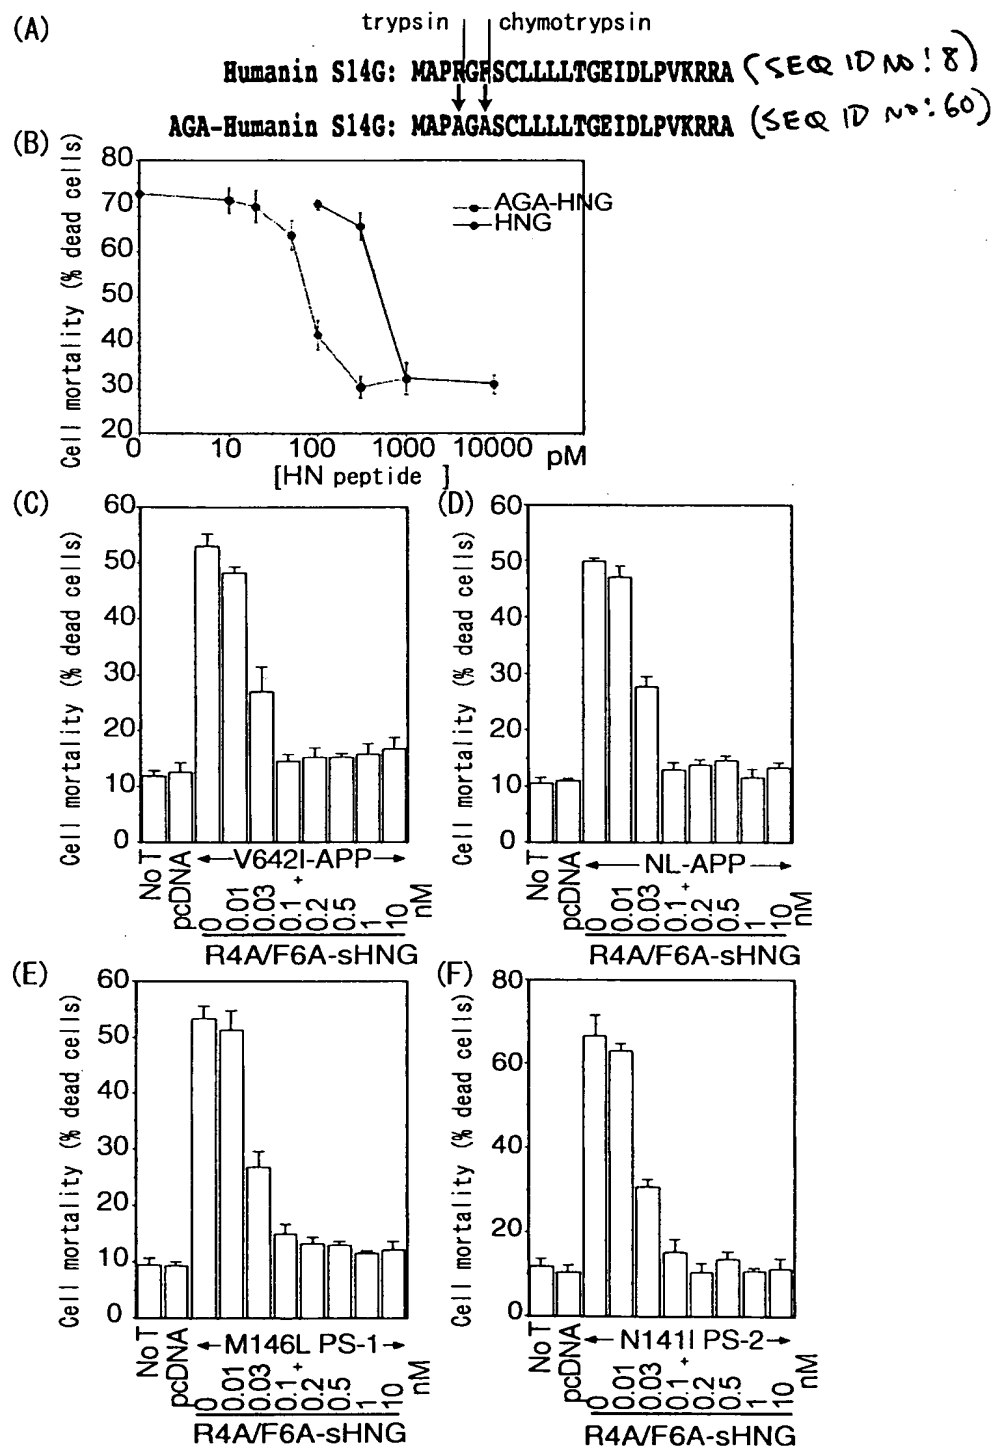 (A)
trypsin chymotrypsin
Humanin S14G: MAPRGFSCLLLLTGEIDLPVKRRA (SEQ ID NO: 8)
AGA-Humanin S14G: MAPAGASCLLLLTGEIDLPVKRRA (SEQ ID NO: 60)
(B)
Cell mortality (% dead cells)
80
70
60
50
40
30
20
AGA-HNG
HNG
0 10 100 1000 10000 pM
[HN peptide ]
(C)
Cell mortality (% dead cells)
60
50
40
30
20
10
0
No T pcDNA ←V642I-APP→
+
0 0.01 0.03 0.1 0.2 0.5 1 10 nM
R4A/F6A-sHNG
(D)
Cell mortality (% dead cells)
60
50
40
30
20
10
0
No T pcDNA ← NL-APP →
+
0 0.01 0.03 0.1 0.2 0.5 1 10 nM
R4A/F6A-sHNG
(E)
Cell mortality (% dead cells)
60
50
40
30
20
10
0
No T pcDNA ←M146L PS-1→
+
0 0.01 0.03 0.1 0.2 0.5 1 10 nM
R4A/F6A-sHNG
(F)
Cell mortality (% dead cells)
80
60
40
20
0
No T pcDNA ←N141I PS-2→
+
0 0.01 0.03 0.1 0.2 0.5 1 10 nM
R4A/F6A-sHNG